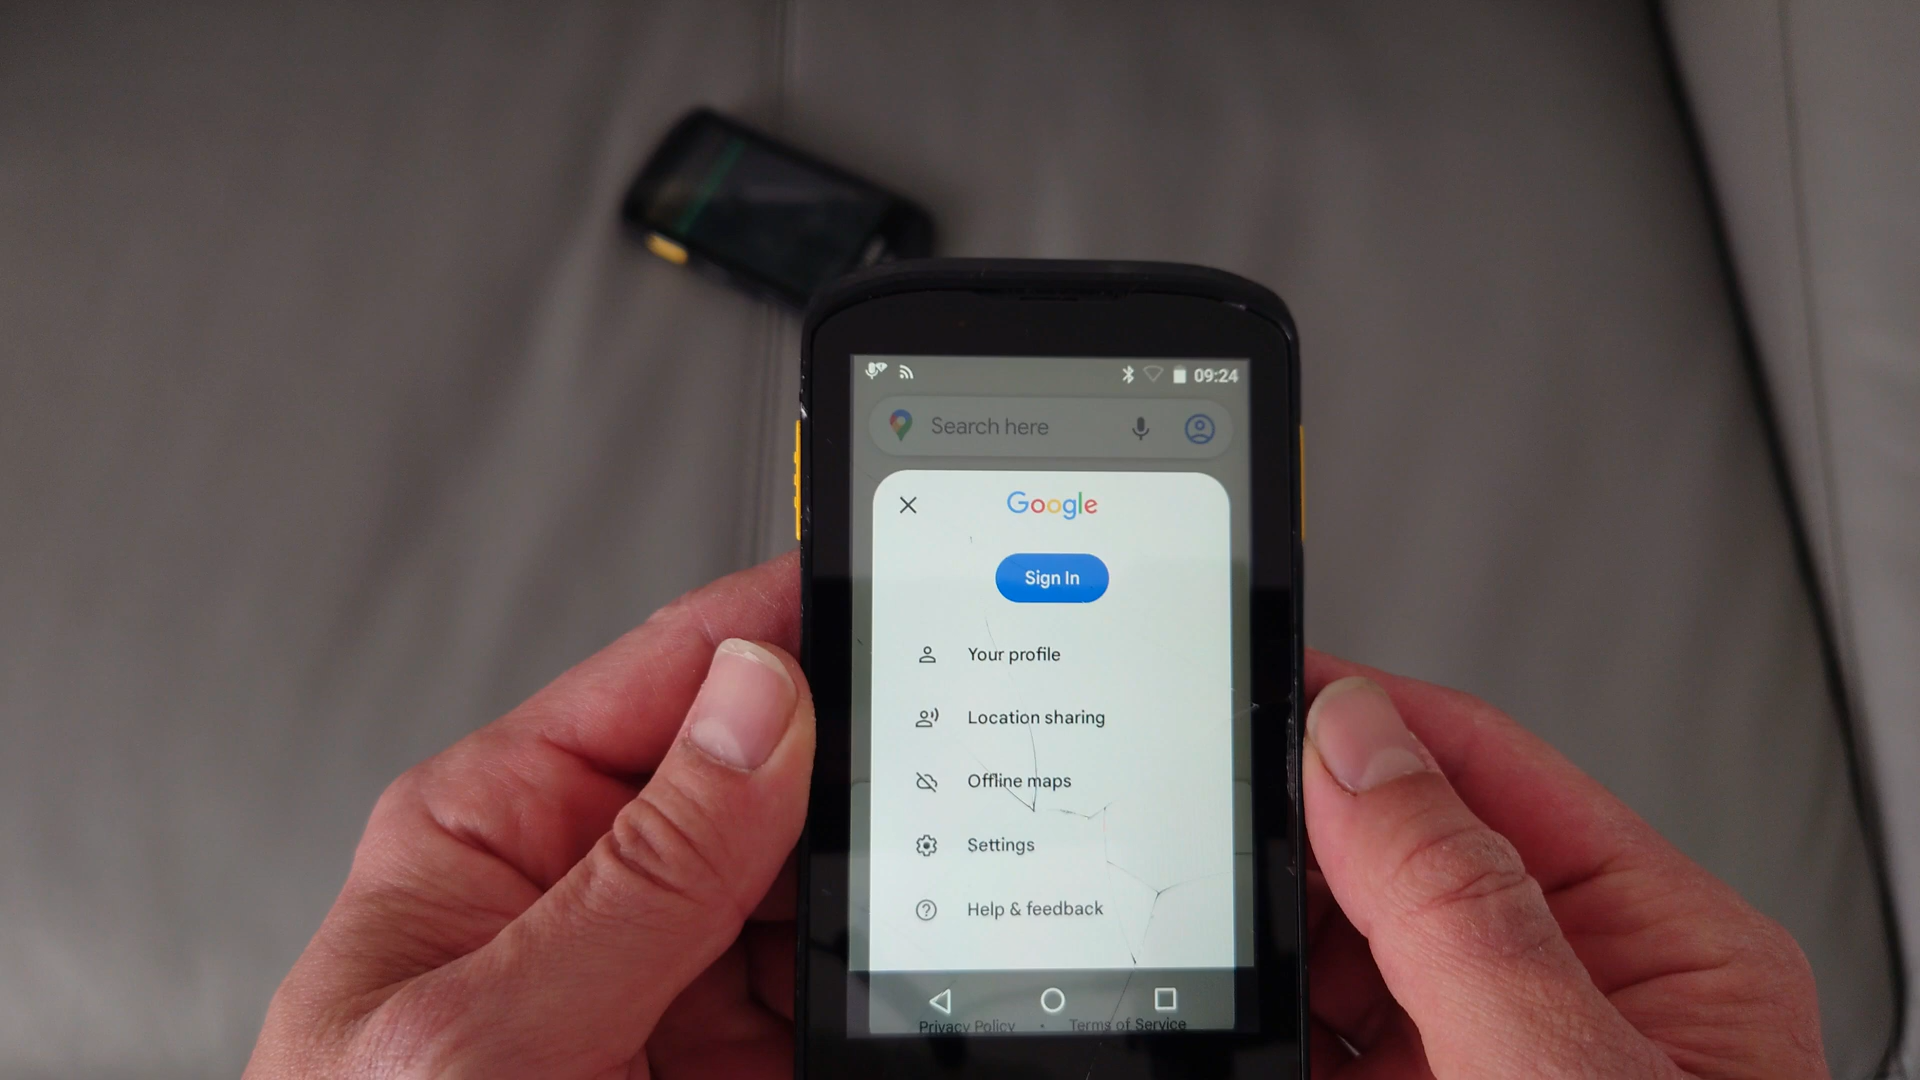 09:24
Search here
Google
Sign In
Your profile
Location sharing
Offline maps
Settings
Help & feedback
Privacy Policy · Terms of Service